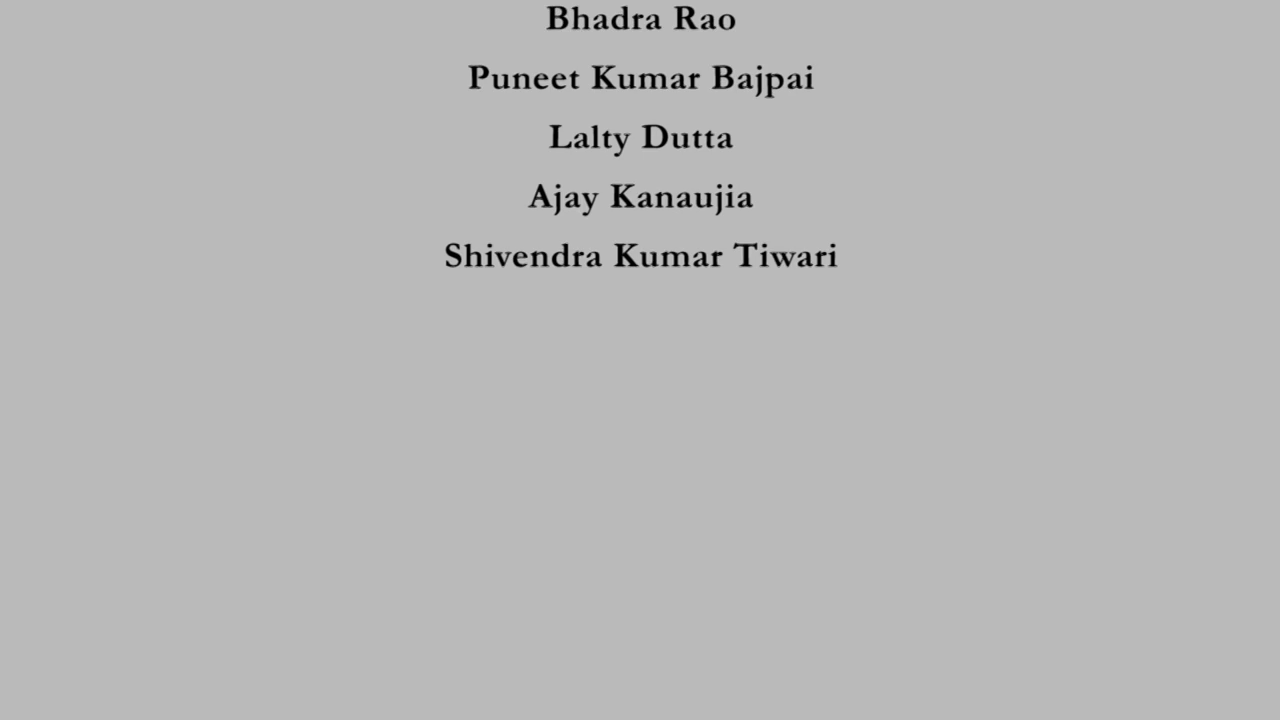 Bhadra Rao
Puneet Kumar Bajpai
Lalty Dutta
Ajay Kanaujia
Shivendra Kumar Tiwari